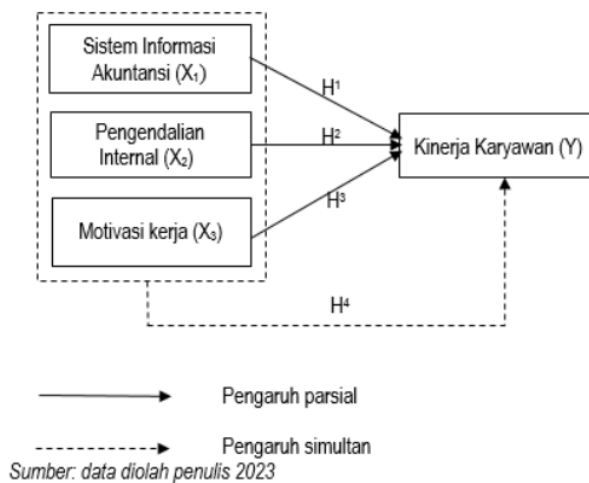 Sistem Informasi
Akuntansi (X₁)
H¹
Pengendalian
Internal (X₂)
H²
Kinerja Karyawan (Y)
Motivasi kerja (X₃)
H³
H⁴
Pengaruh parsial
Pengaruh simultan
Sumber: data diolah penulis 2023